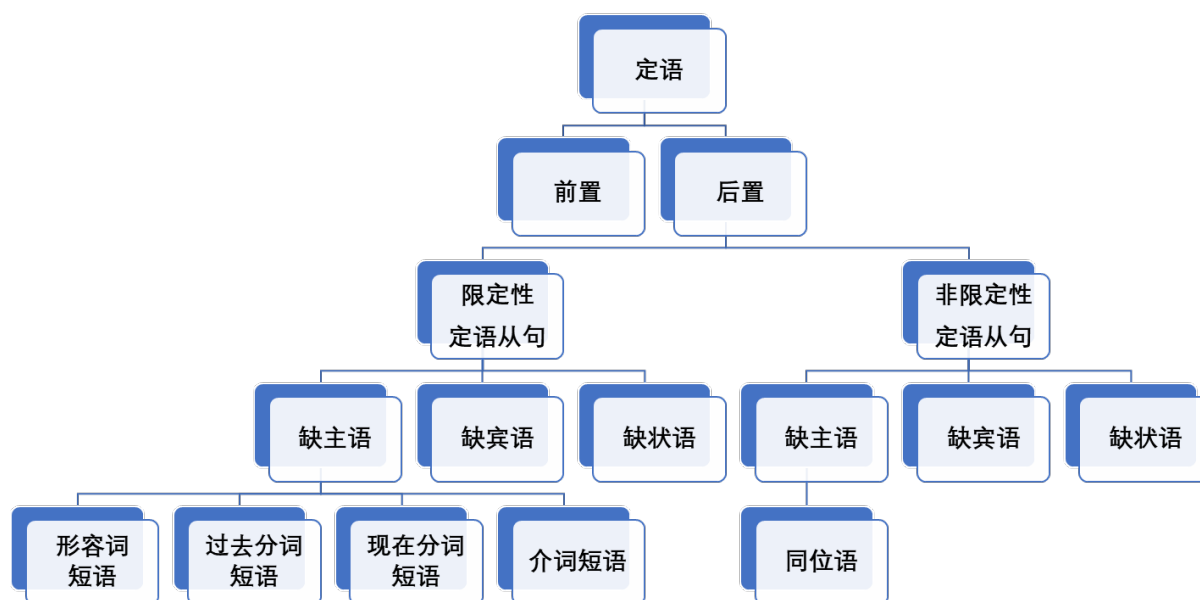 定语
前置
后置
限定性
定语从句
非限定性
定语从句
缺主语
缺宾语
缺状语
缺主语
缺宾语
缺状语
形容词
短语
过去分词
短语
现在分词
短语
介词短语
同位语